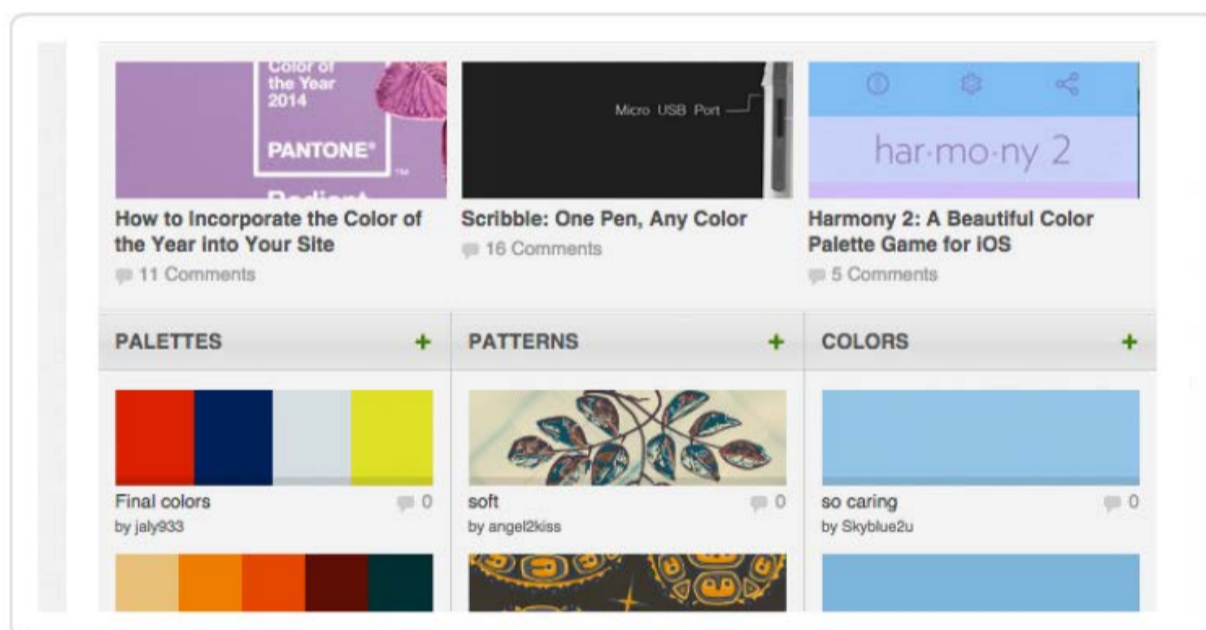 Color of
the Year
2014
PANTONE®
™
Radiant
Micro USB Port
har·mo·ny 2
How to Incorporate the Color of
the Year into Your Site
11 Comments
Scribble: One Pen, Any Color
16 Comments
Harmony 2: A Beautiful Color
Palette Game for iOS
5 Comments
PALETTES +
PATTERNS +
COLORS +
Final colors 0
by jaly933
soft 0
by angel2kiss
so caring 0
by Skyblue2u